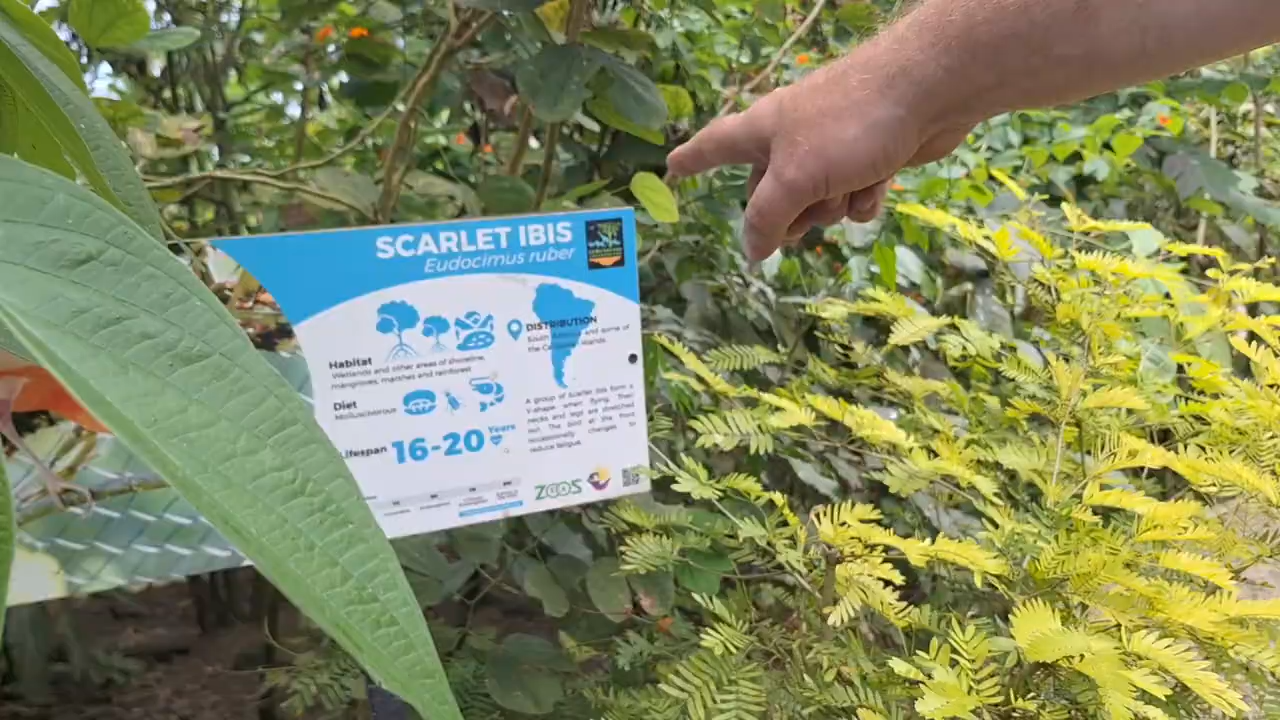 SCARLET IBIS
Eudocimus ruber
Habitat
Wetlands and other areas of shoreline,
mangroves, marshes and rainforest
Diet
Molluscivorous
Lifespan 16-20 Years
DISTRIBUTION
South and some of
the islands
A group of Scarlet Ibis form a
V-shape when flying. Their
necks and legs are stretched
out. The bird at the front
occasionally changes to
reduce fatigue.
ZOOS